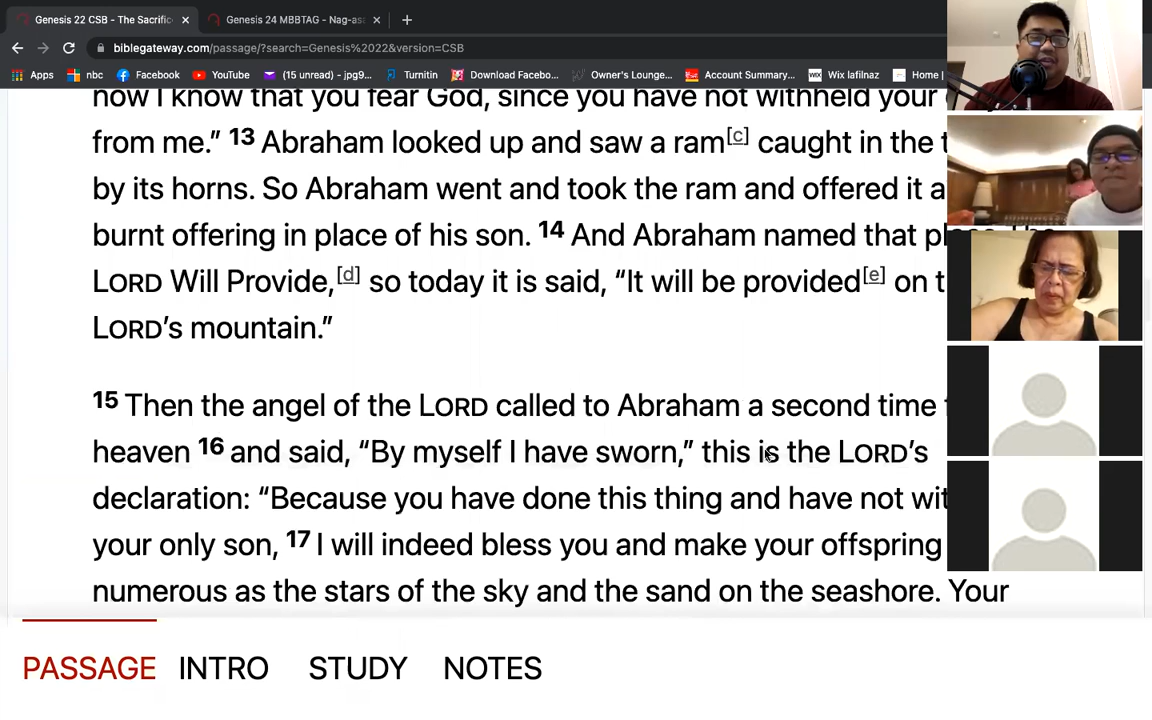 Genesis 22 CSB - The Sacrific
Genesis 24 MBBTAG - Nag-asa
biblegateway.com/passage/?search=Genesis%2022&version=CSB
Apps nbc Facebook YouTube (15 unread) - jpg9... Turnitin Download Facebo... Owner's Lounge... Account Summary... WIX Wix lafilnaz Home |
now I know that you fear God, since you have not withheld your
from me.” 13 Abraham looked up and saw a ram[c] caught in the
by its horns. So Abraham went and took the ram and offered it
burnt offering in place of his son. 14 And Abraham named that
LORD Will Provide,[d] so today it is said, “It will be provided[e] on
LORD’s mountain.”
15 Then the angel of the LORD called to Abraham a second time
heaven 16 and said, “By myself I have sworn,” this is the LORD’s
declaration: “Because you have done this thing and have not
your only son, 17 I will indeed bless you and make your offspring
numerous as the stars of the sky and the sand on the seashore. Your
PASSAGE INTRO STUDY NOTES